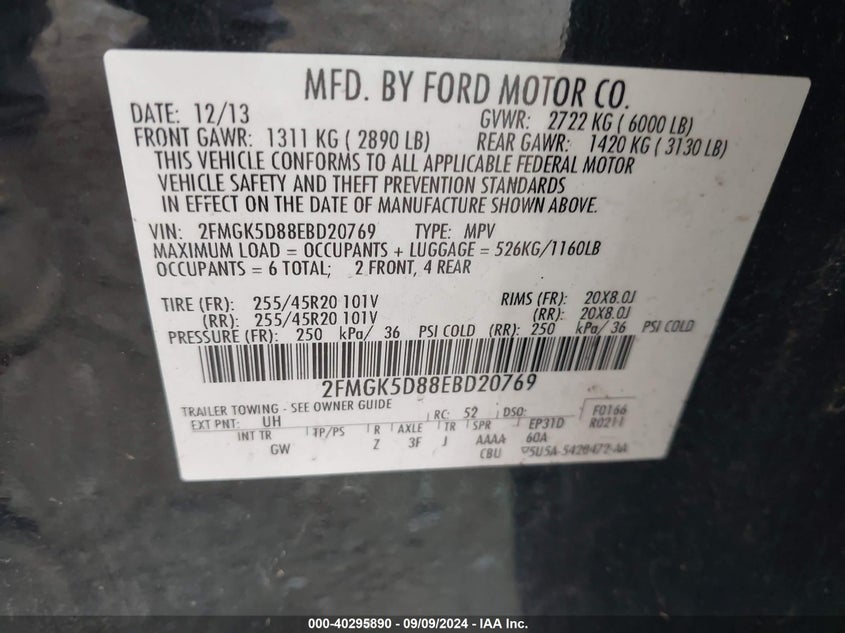 MFD. BY FORD MOTOR CO.
DATE: 12/13 GVWR: 2722 KG ( 6000 LB)
FRONT GAWR: 1311 KG ( 2890 LB) REAR GAWR: 1420 KG ( 3130 LB)
THIS VEHICLE CONFORMS TO ALL APPLICABLE FEDERAL MOTOR
VEHICLE SAFETY AND THEFT PREVENTION STANDARDS
IN EFFECT ON THE DATE OF MANUFACTURE SHOWN ABOVE.
VIN: 2FMGK5D88EBD20769 TYPE: MPV
MAXIMUM LOAD = OCCUPANTS + LUGGAGE = 526KG/1160LB
OCCUPANTS = 6 TOTAL; 2 FRONT, 4 REAR
TIRE (FR): 255/45R20 101V RIMS (FR): 20X8.0J
(RR): 255/45R20 101V (RR): 20X8.0J
PRESSURE (FR): 250 kPa/ 36 PSI COLD (RR): 250 kPa/ 36 PSI COLD
2FMGK5D88EBD20769
TRAILER TOWING - SEE OWNER GUIDE
EXT PNT: UH RC: 52 DSO: F0166
INT TR TP/PS R AXLE TR SPR EP31D R0211
GW Z 3F J AAAA 60A
CBU
000-40295890 - 09/09/2024 - IAA Inc.